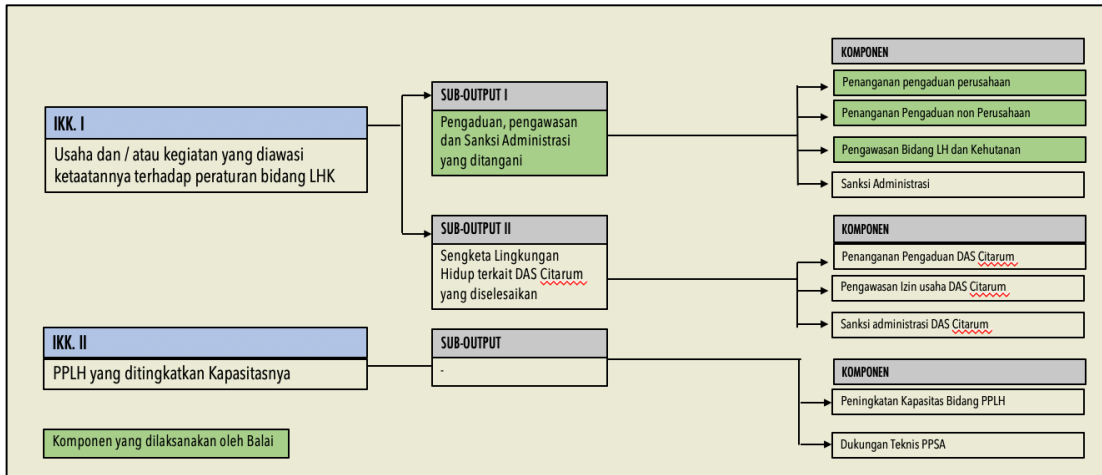 IKK. I
Usaha dan / atau kegiatan yang diawasi
ketaatannya terhadap peraturan bidang LHK
SUB-OUTPUT I
Pengaduan, pengawasan
dan Sanksi Administrasi
yang ditangani
KOMPONEN
Penanganan pengaduan perusahaan
Penanganan Pengaduan non Perusahaan
Pengawasan Bidang LH dan Kehutanan
Sanksi Administrasi
SUB-OUTPUT II
Sengketa Lingkungan
Hidup terkait DAS Citarum
yang diselesaikan
KOMPONEN
Penanganan Pengaduan DAS Citarum
Pengawasan Izin usaha DAS Citarum
Sanksi administrasi DAS Citarum
IKK. II
PPLH yang ditingkatkan Kapasitasnya
SUB-OUTPUT
-
KOMPONEN
Peningkatan Kapasitas Bidang PPLH
Dukungan Teknis PPSA
Komponen yang dilaksanakan oleh Balai